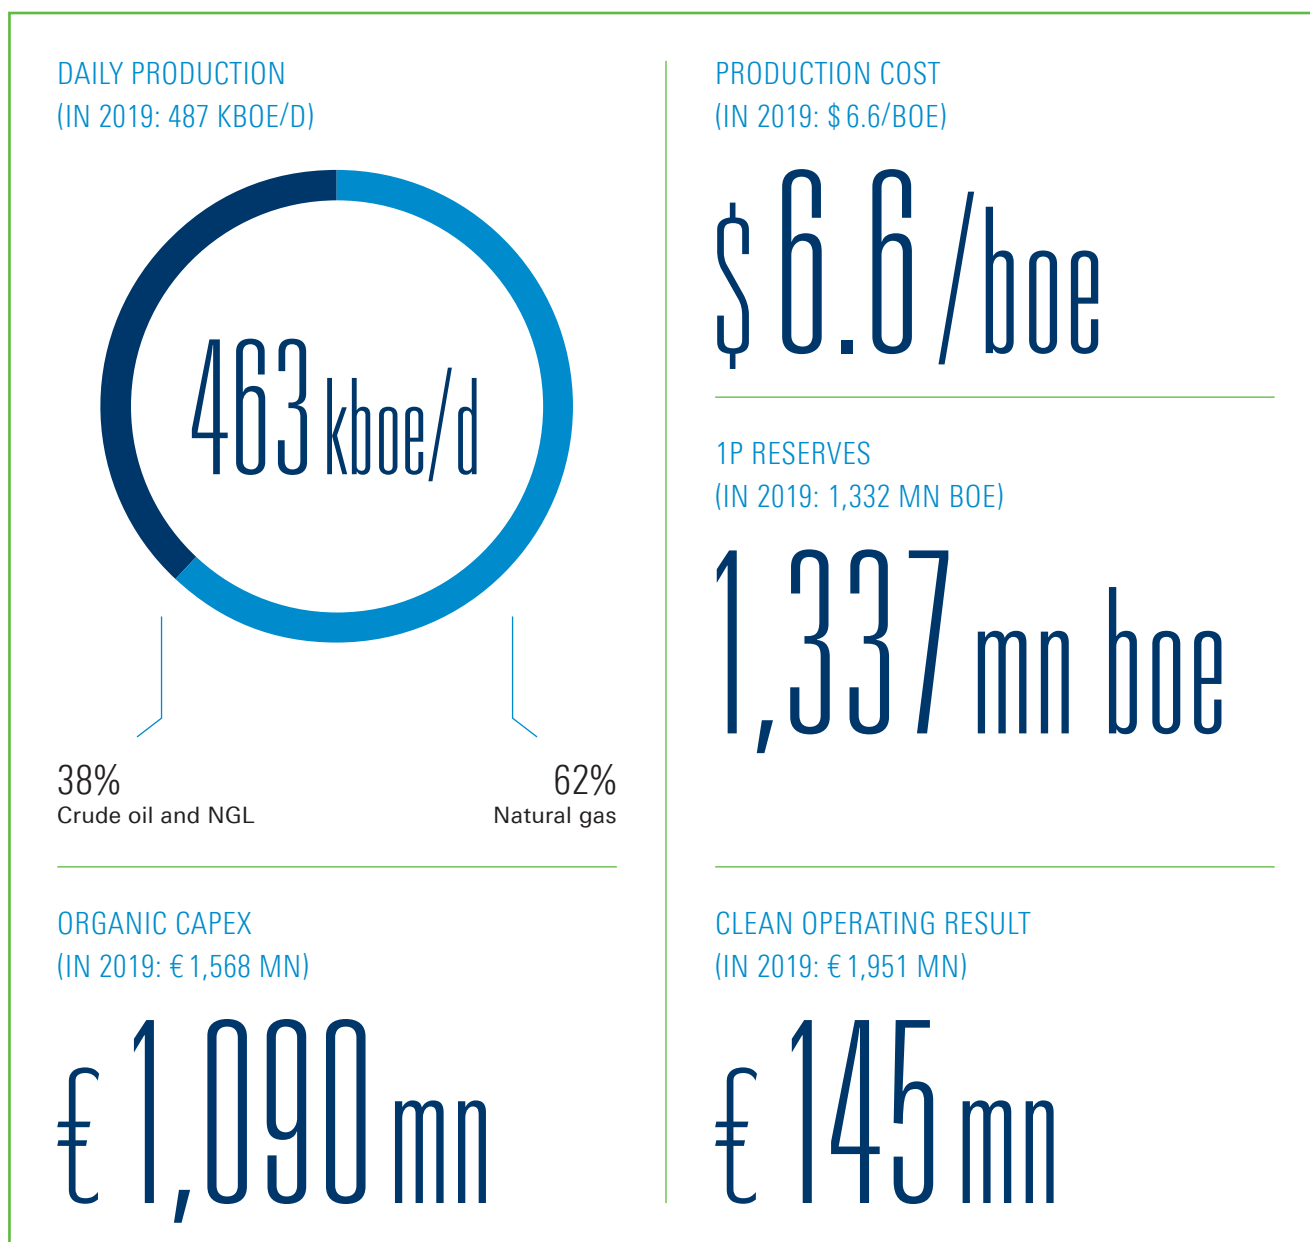 DAILY PRODUCTION
(IN 2019: 487 KBOE/D)
463 kboe/d
38%
Crude oil and NGL
62%
Natural gas
ORGANIC CAPEX
(IN 2019: € 1,568 MN)
€ 1,090 mn
PRODUCTION COST
(IN 2019: $ 6.6/BOE)
$ 6.6 /boe
1P RESERVES
(IN 2019: 1,332 MN BOE)
1,337 mn boe
CLEAN OPERATING RESULT
(IN 2019: € 1,951 MN)
€ 145 mn